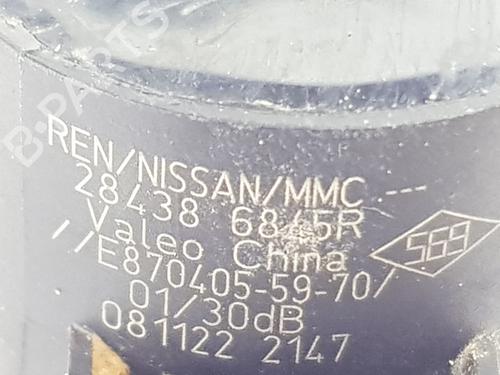 B-PARTS
REN/NISSAN/MMC ---
28438 6845R
Valeo China
//E870405-59-70/
01/30dB
081122 2147
S69